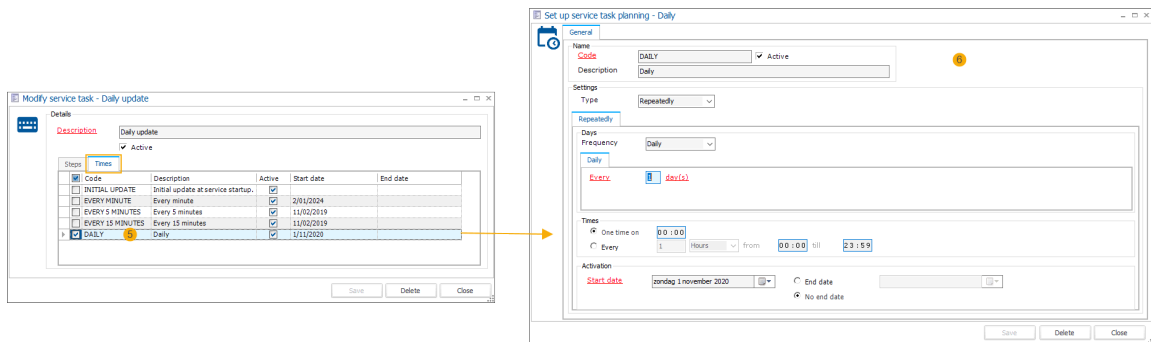 Modify service task - Daily update
Details
Description Daily update
Active
Steps Times
Code Description Active Start date End date
INITIAL UPDATE Initial update at service startup.
EVERY MINUTE Every minute 2/01/2024
EVERY 5 MINUTES Every 5 minutes 11/02/2019
EVERY 15 MINUTES Every 15 minutes 11/02/2019
DAILY 5 Daily 1/11/2020
Save Delete Close
Set up service task planning - Daily
General
Name
Code DAILY Active 6
Description Daily
Settings
Type Repeatedly
Repeatedly
Days
Frequency Daily
Daily
Every 1 day(s)
Times
One time on 00:00
Every 1 Hours from 00:00 till 23:59
Activation
Start date zondag 1 november 2020 End date
No end date
Save Delete Close